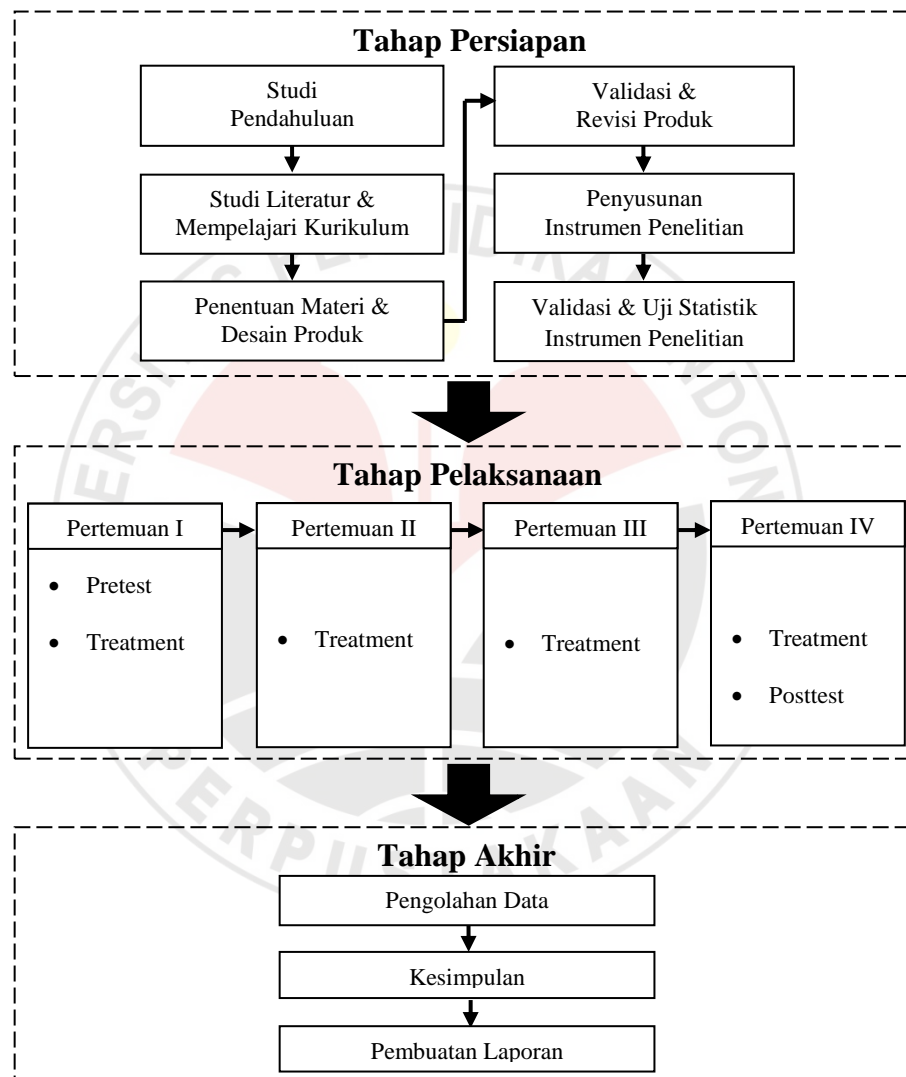 Tahap Persiapan
Studi
Pendahuluan
Studi Literatur &
Mempelajari Kurikulum
Penentuan Materi &
Desain Produk
Validasi &
Revisi Produk
Penyusunan
Instrumen Penelitian
Validasi & Uji Statistik
Instrumen Penelitian
Tahap Pelaksanaan
Pertemuan I
• Pretest
• Treatment
Pertemuan II
• Treatment
Pertemuan III
• Treatment
Pertemuan IV
• Treatment
• Posttest
Tahap Akhir
Pengolahan Data
Kesimpulan
Pembuatan Laporan
PERPUSTAKAAN